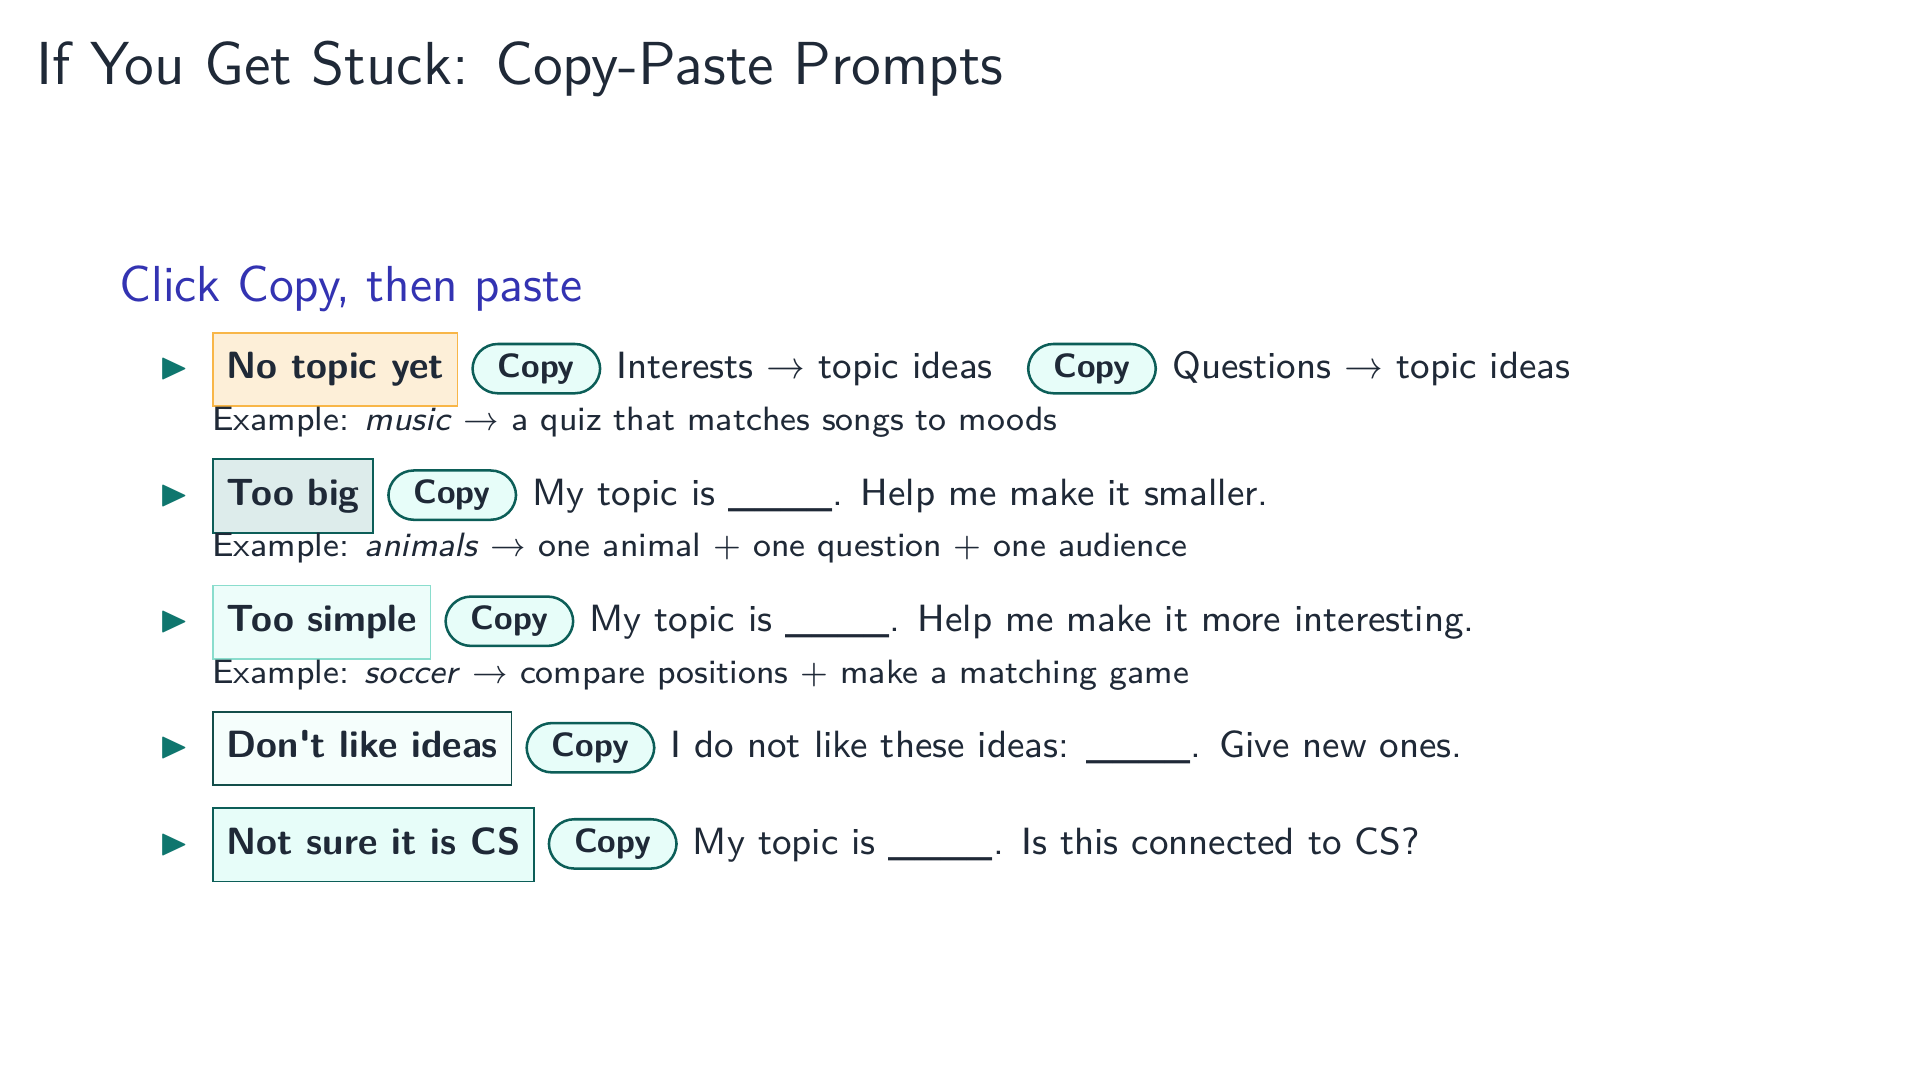 If You Get Stuck: Copy-Paste Prompts
Click Copy, then paste
► No topic yet Copy Interests → topic ideas Copy Questions → topic ideas
Example: music → a quiz that matches songs to moods
► Too big Copy My topic is _____. Help me make it smaller.
Example: animals → one animal + one question + one audience
► Too simple Copy My topic is _____. Help me make it more interesting.
Example: soccer → compare positions + make a matching game
► Don't like ideas Copy I do not like these ideas: _____. Give new ones.
► Not sure it is CS Copy My topic is _____. Is this connected to CS?